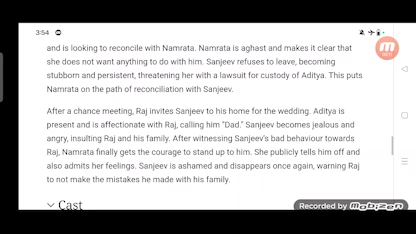 3:54
and is looking to reconcile with Namrata. Namrata is aghast and makes it clear that
she does not want anything to do with him. Sanjeev refuses to leave, becoming
stubborn and persistent, threatening her with a lawsuit for custody of Aditya. This puts
Namrata on the path of reconciliation with Sanjeev.
After a chance meeting, Raj invites Sanjeev to his home for the wedding. Aditya is
present and is affectionate with Raj, calling him “Dad.” Sanjeev becomes jealous and
angry, insulting Raj and his family. After witnessing Sanjeev's bad behaviour towards
Raj, Namrata finally gets the courage to stand up to him. She publicly tells him off and
also admits her feelings. Sanjeev is ashamed and disappears once again, warning Raj
to not make the mistakes he made with his family.
Cast
Recorded by Mobizen